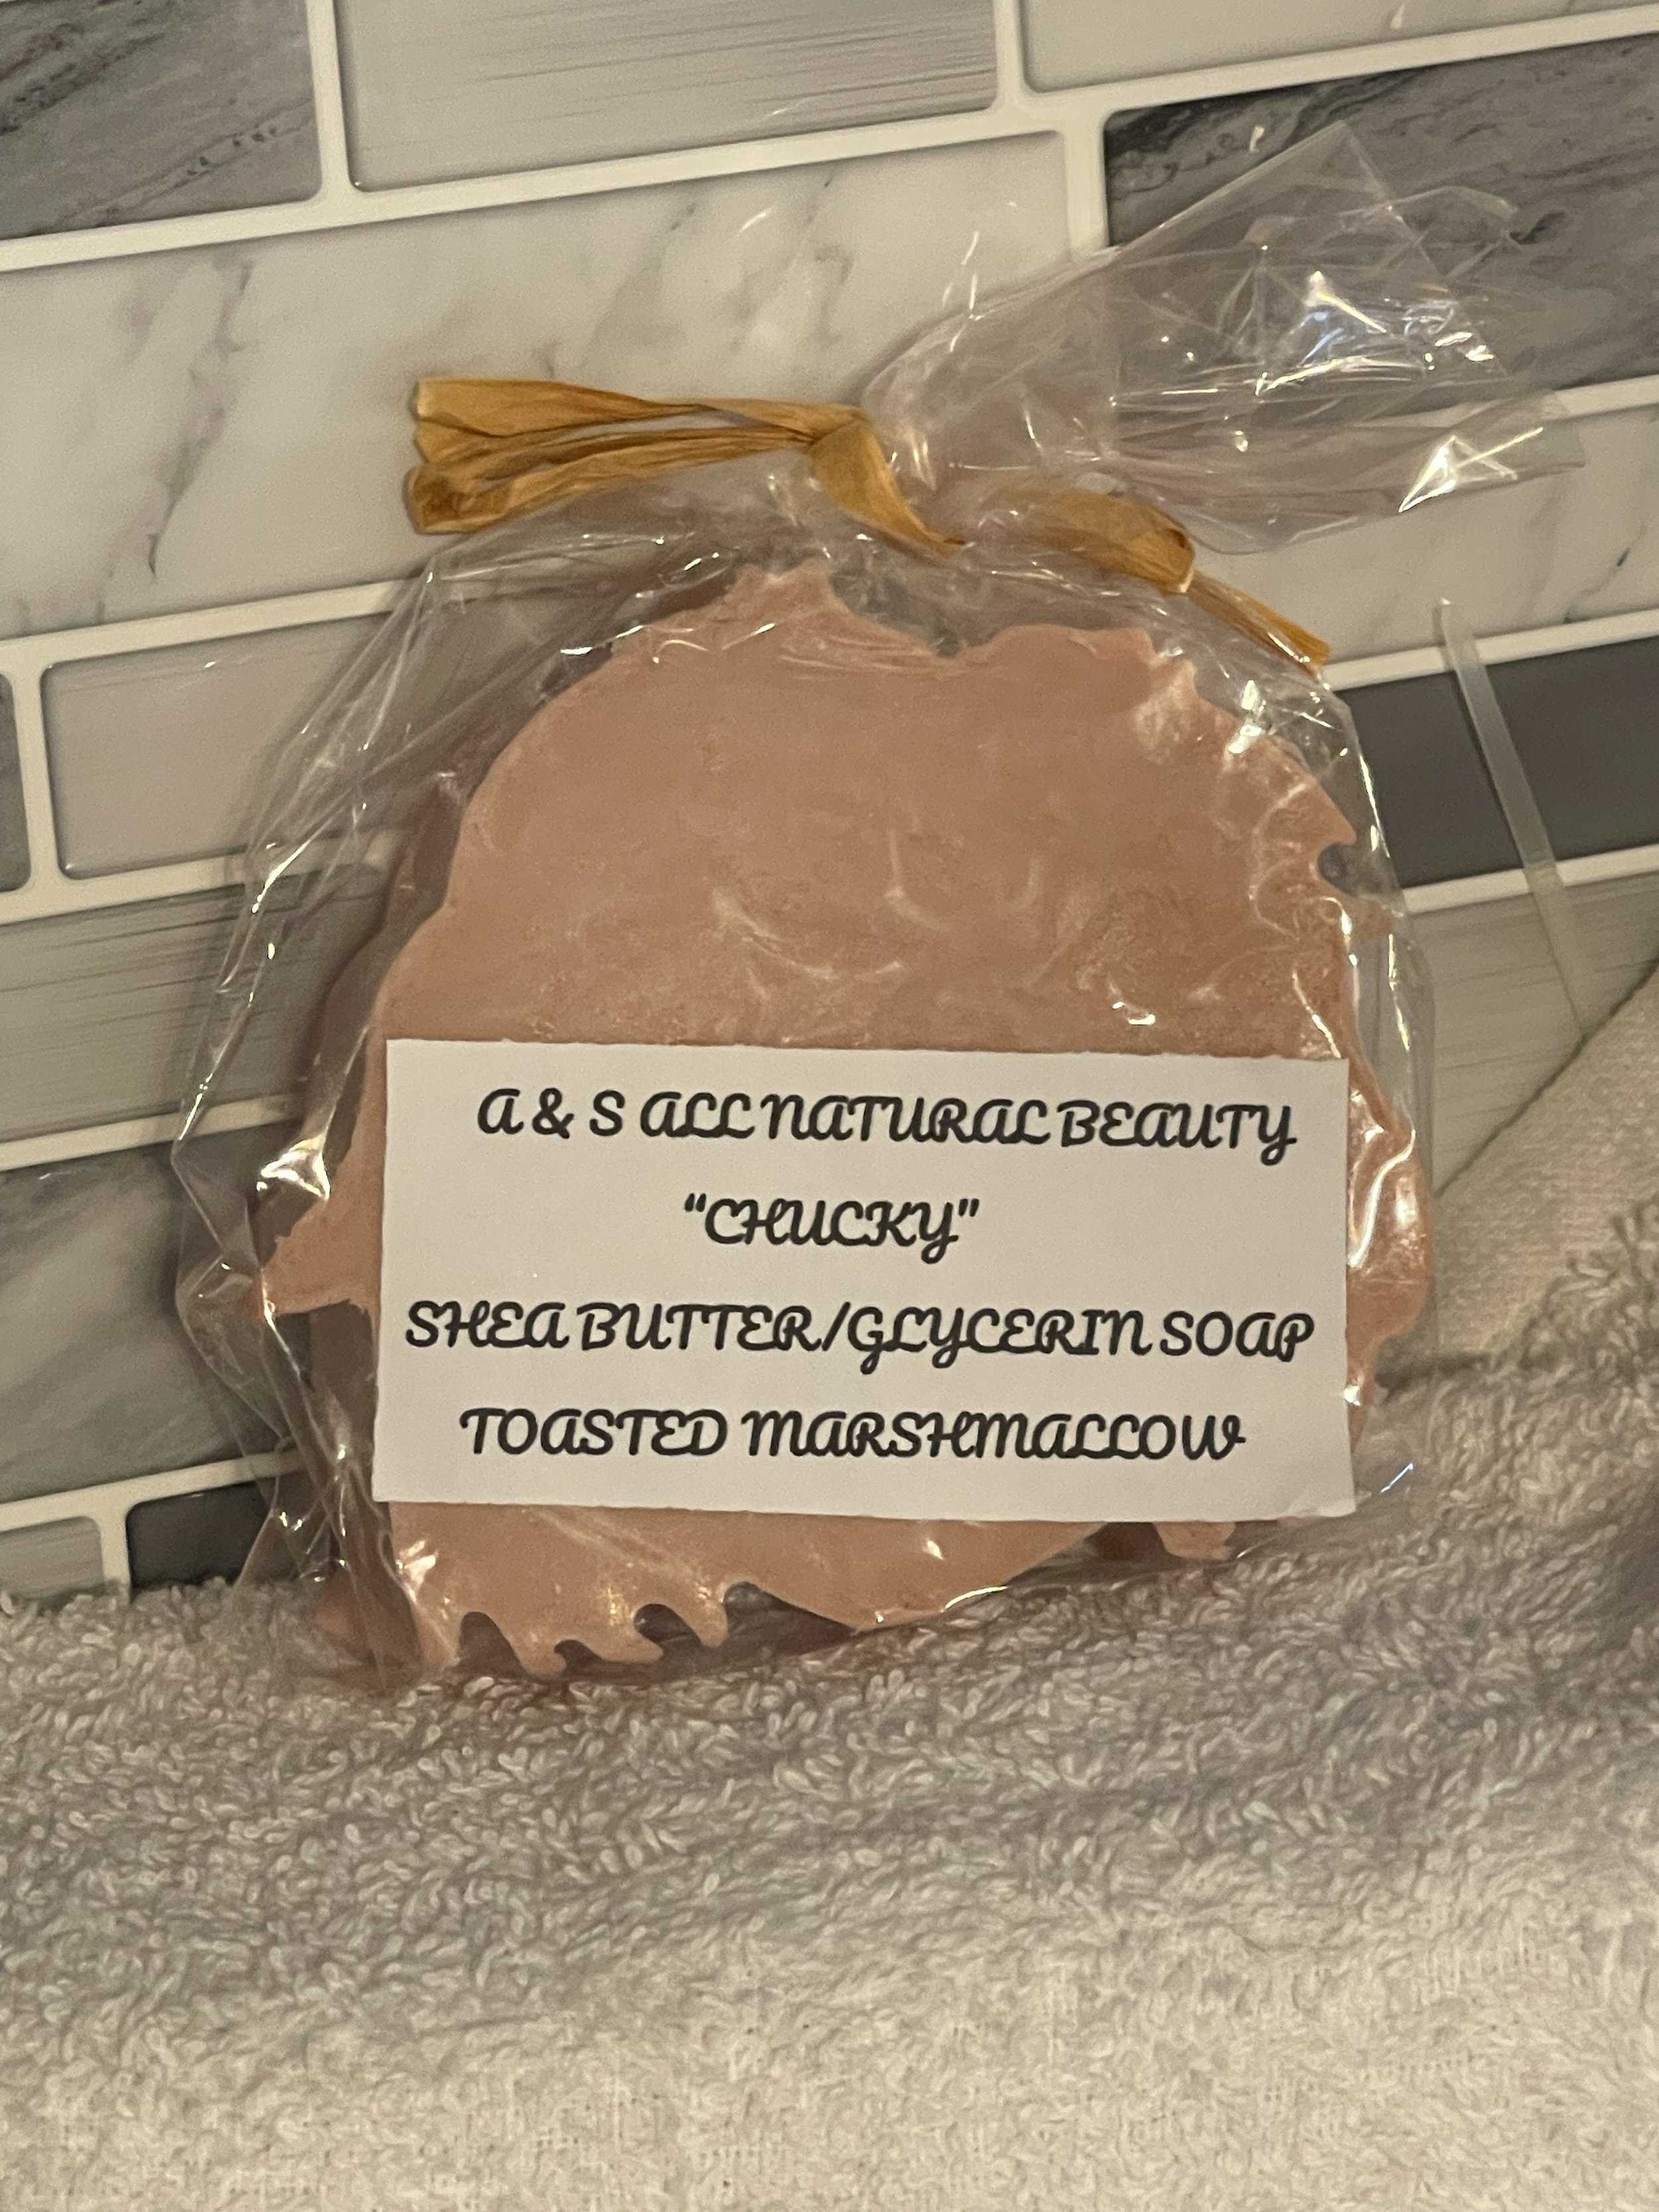 A & S ALL NATURAL BEAUTY
“CHUCKY”
SHEA BUTTER/GLYCERIN SOAP
TOASTED MARSHMALLOW